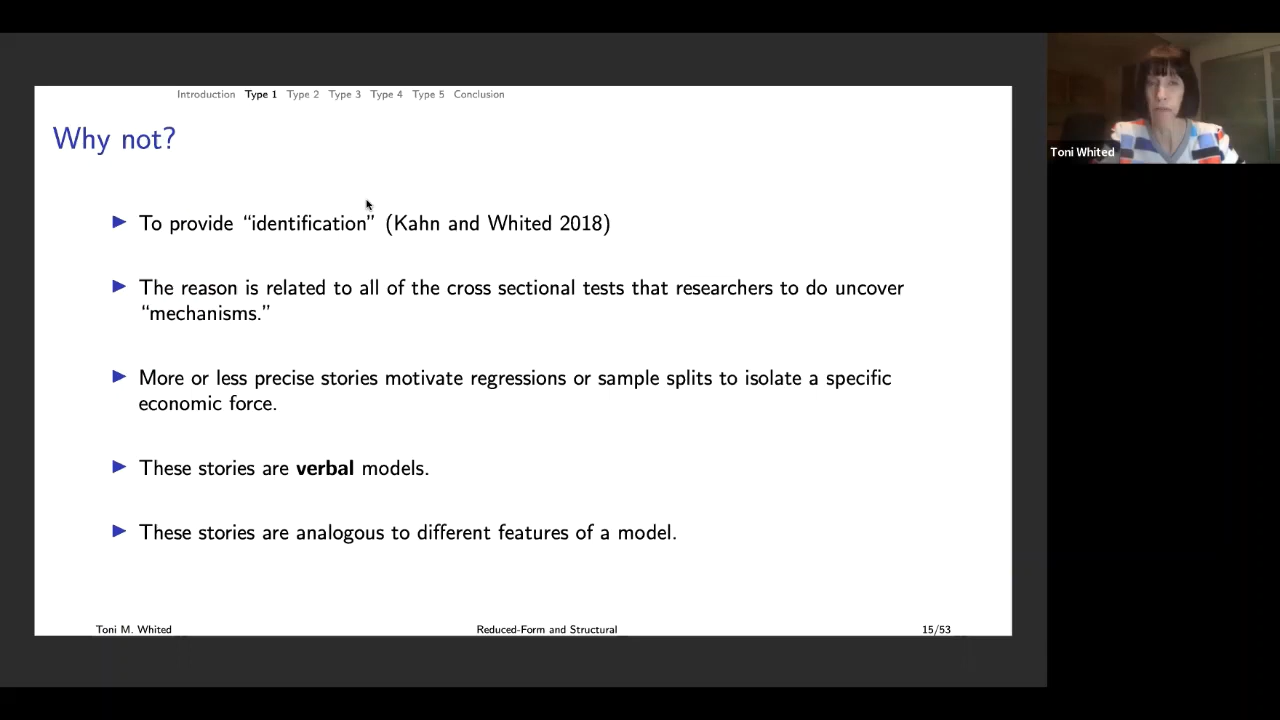 Introduction Type 1 Type 2 Type 3 Type 4 Type 5 Conclusion
Why not?
To provide “identification” (Kahn and Whited 2018)
The reason is related to all of the cross sectional tests that researchers to do uncover
“mechanisms.”
More or less precise stories motivate regressions or sample splits to isolate a specific
economic force.
These stories are verbal models.
These stories are analogous to different features of a model.
Toni M. Whited Reduced-Form and Structural 15/53
Toni Whited